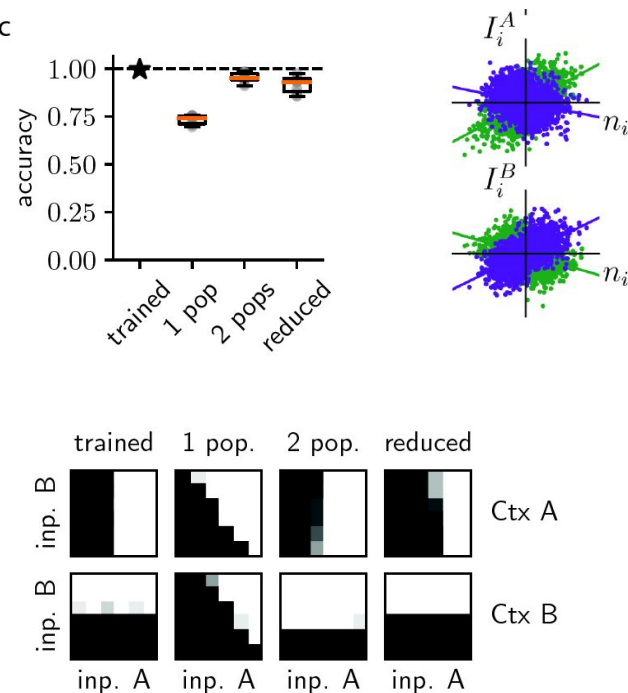 c
accuracy
1.00
0.75
0.50
0.25
0.00
trained
1 pop
2 pops
reduced
I_i^A
n_i
I_i^B
n_i
trained 1 pop. 2 pop. reduced
inp. B
Ctx A
inp. B
Ctx B
inp. A inp. A inp. A inp. A